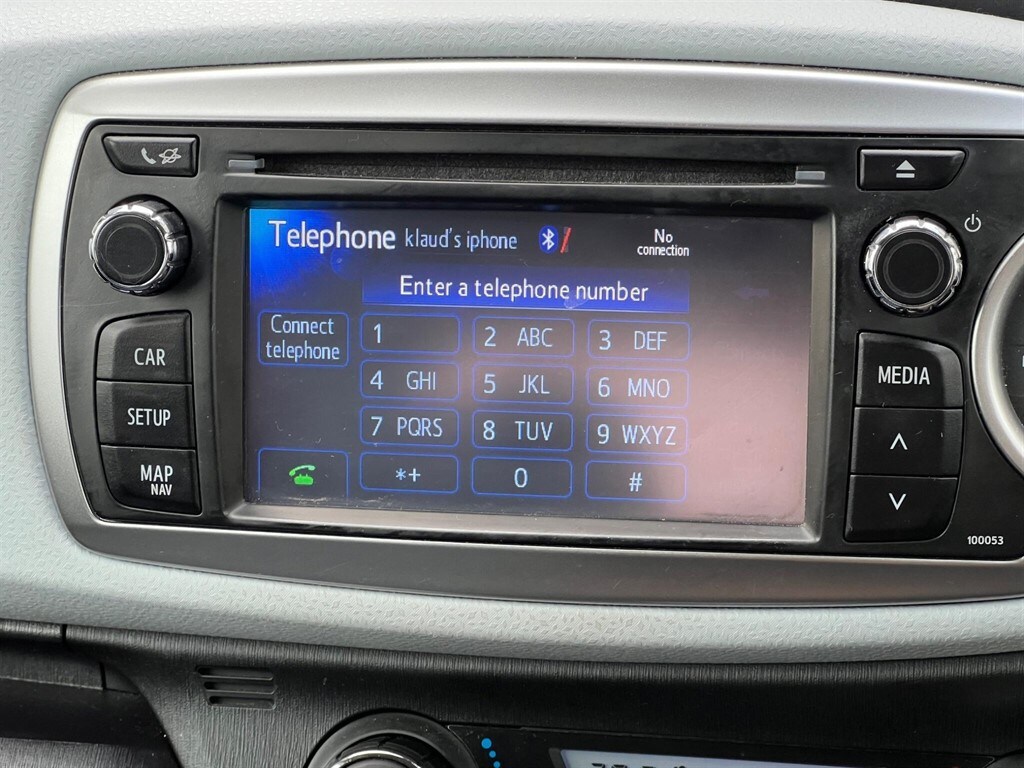 Telephone klaud's iphone
No
connection
Enter a telephone number
Connect
telephone
1
2 ABC
3 DEF
4 GHI
5 JKL
6 MNO
7 PQRS
8 TUV
9 WXYZ
*+
0
#
CAR
SETUP
MAP
NAV
MEDIA
100053